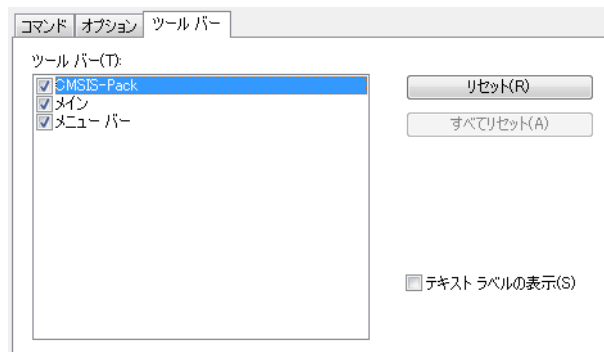 コマンド オプション ツール バー
ツール バー(T):
CMSIS-Pack
メイン
メニュー バー
リセット(R)
すべてリセット(A)
テキスト ラベルの表示(S)